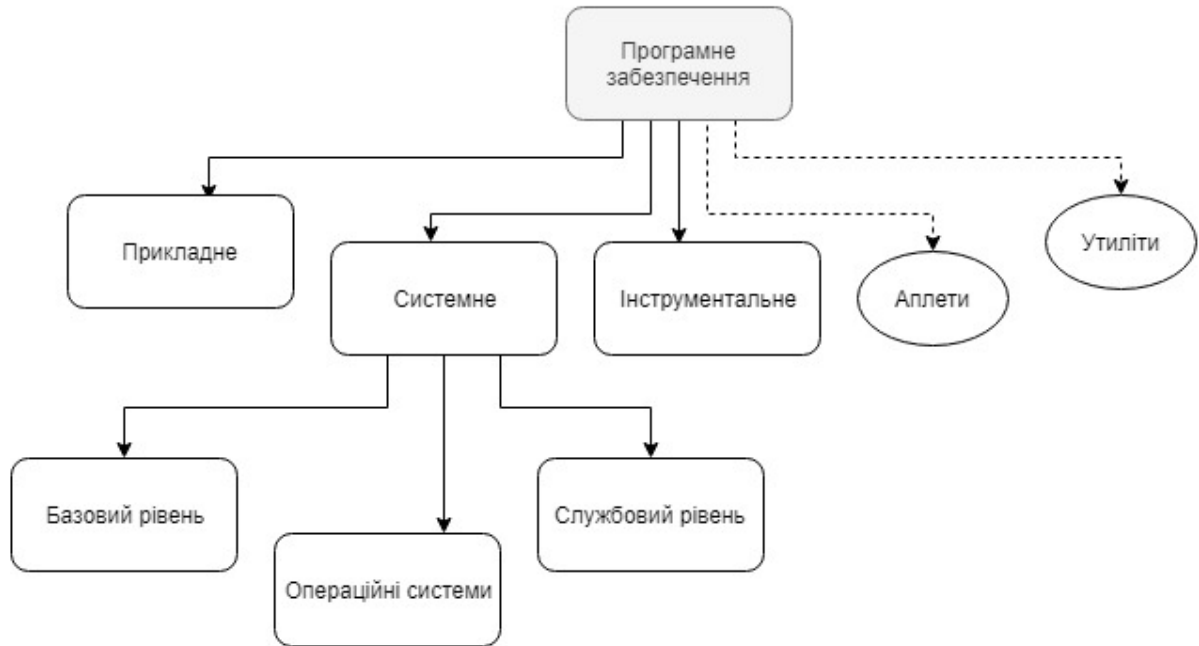 Програмне
забезпечення
Прикладне
Системне
Інструментальне
Аплети
Утиліти
Базовий рівень
Операційні системи
Службовий рівень